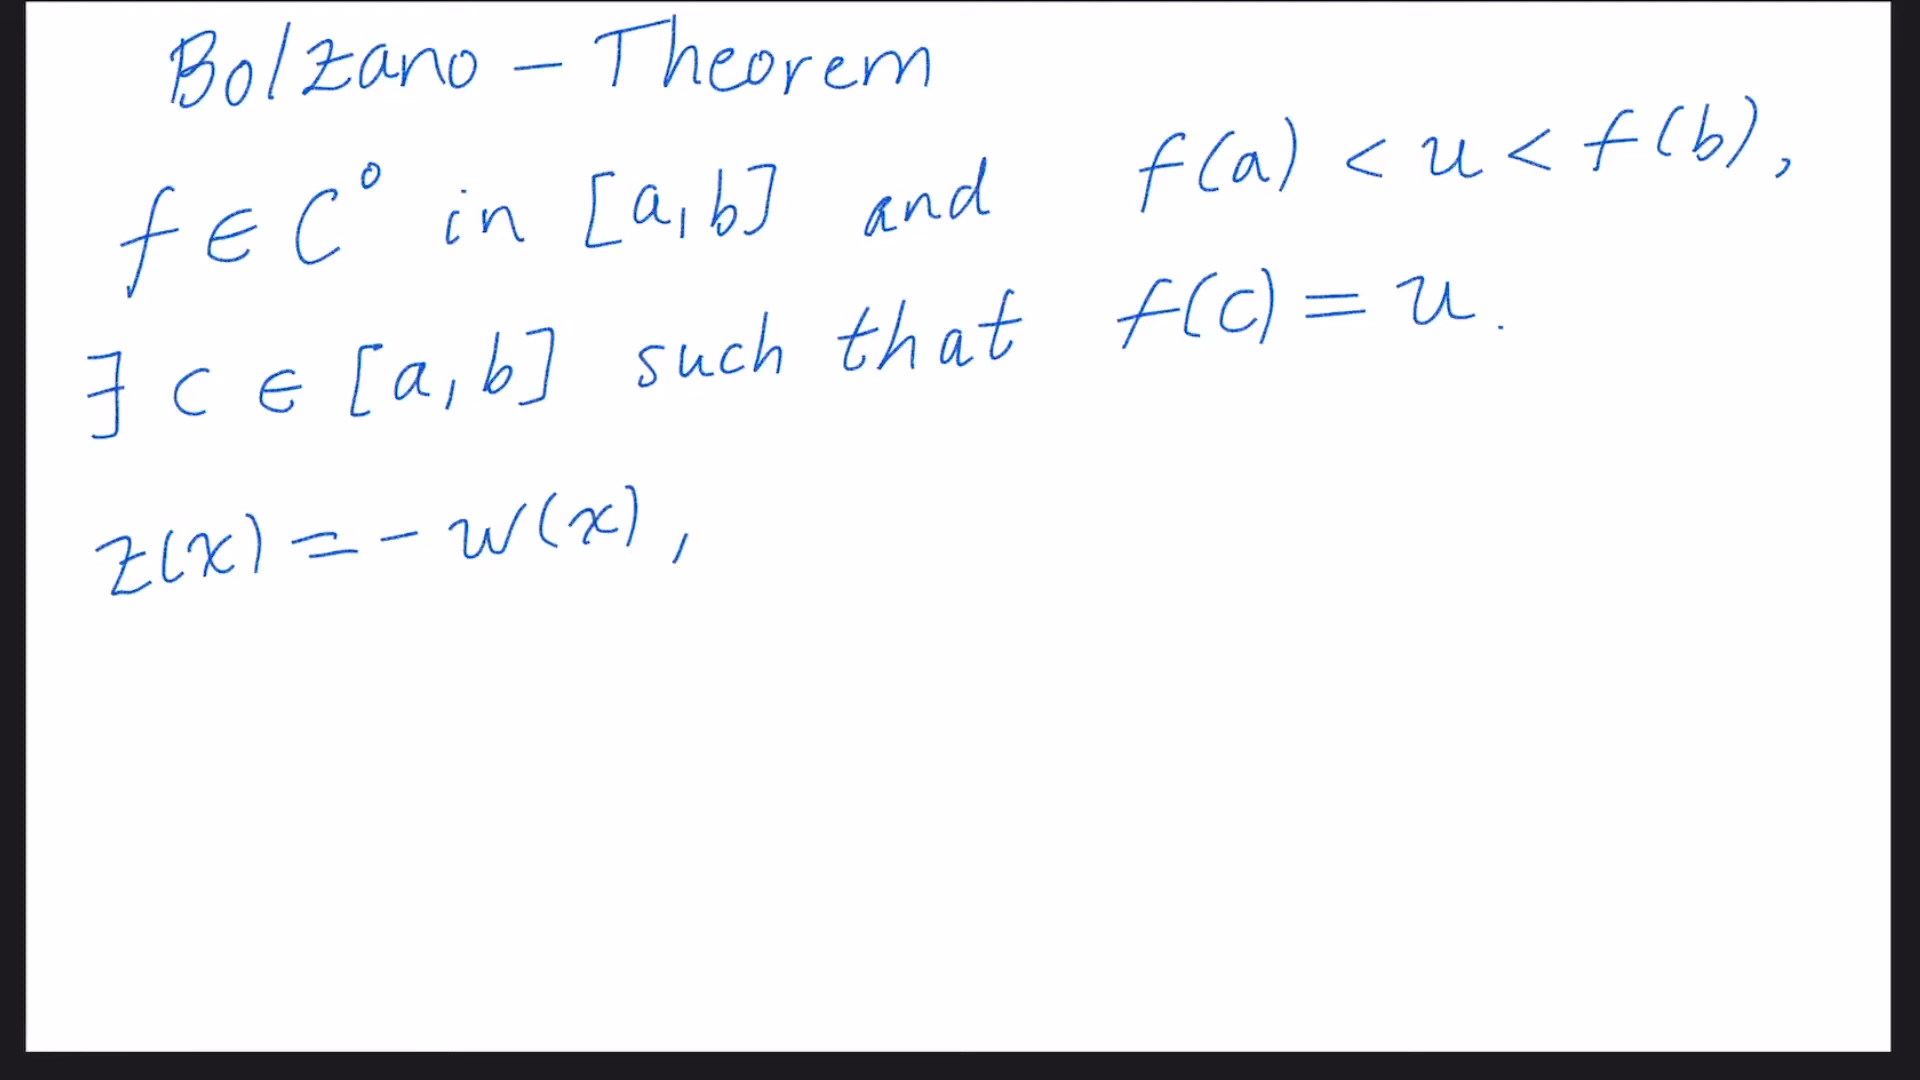 Bolzano - Theorem
f ∈ C⁰ in [a, b] and f(a) < u < f(b),
∃ c ∈ [a, b] such that f(c) = u.
z(x) = - w(x),